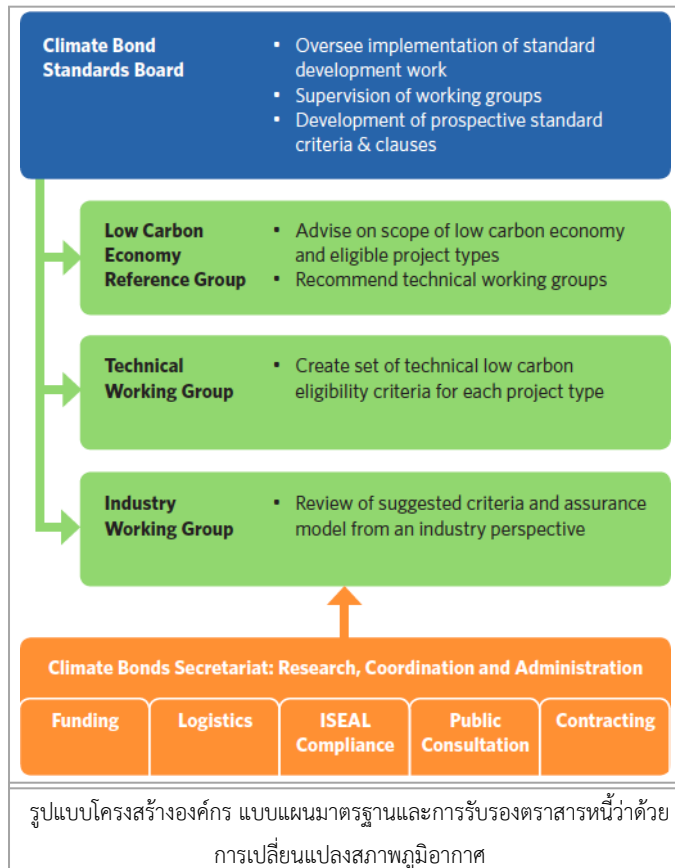 Climate Bond
Standards Board
• Oversee implementation of standard
development work
• Supervision of working groups
• Development of prospective standard
criteria & clauses
Low Carbon
Economy
Reference Group
• Advise on scope of low carbon economy
and eligible project types
• Recommend technical working groups
Technical
Working Group
• Create set of technical low carbon
eligibility criteria for each project type
Industry
Working Group
• Review of suggested criteria and assurance
model from an industry perspective
Climate Bonds Secretariat: Research, Coordination and Administration
Funding
Logistics
ISEAL
Compliance
Public
Consultation
Contracting
รูปแบบโครงสร้างองค์กร แบบแผนมาตรฐานและการรับรองตราสารหนี้ว่าด้วย
การเปลี่ยนแปลงสภาพภูมิอากาศ